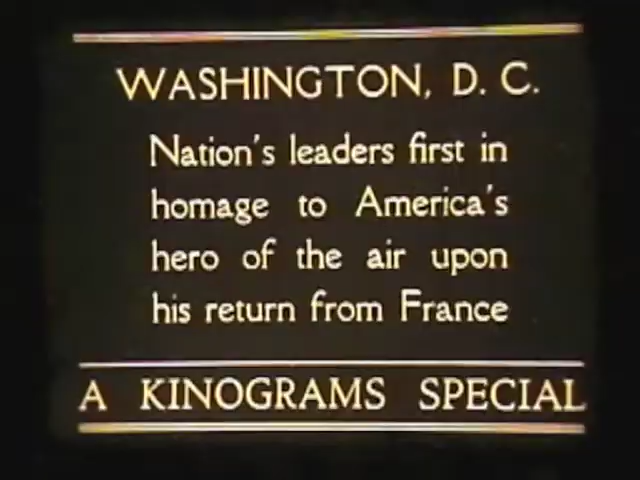 WASHINGTON, D. C.
Nation's leaders first in
homage to America's
hero of the air upon
his return from France
A KINOGRAMS SPECIAL